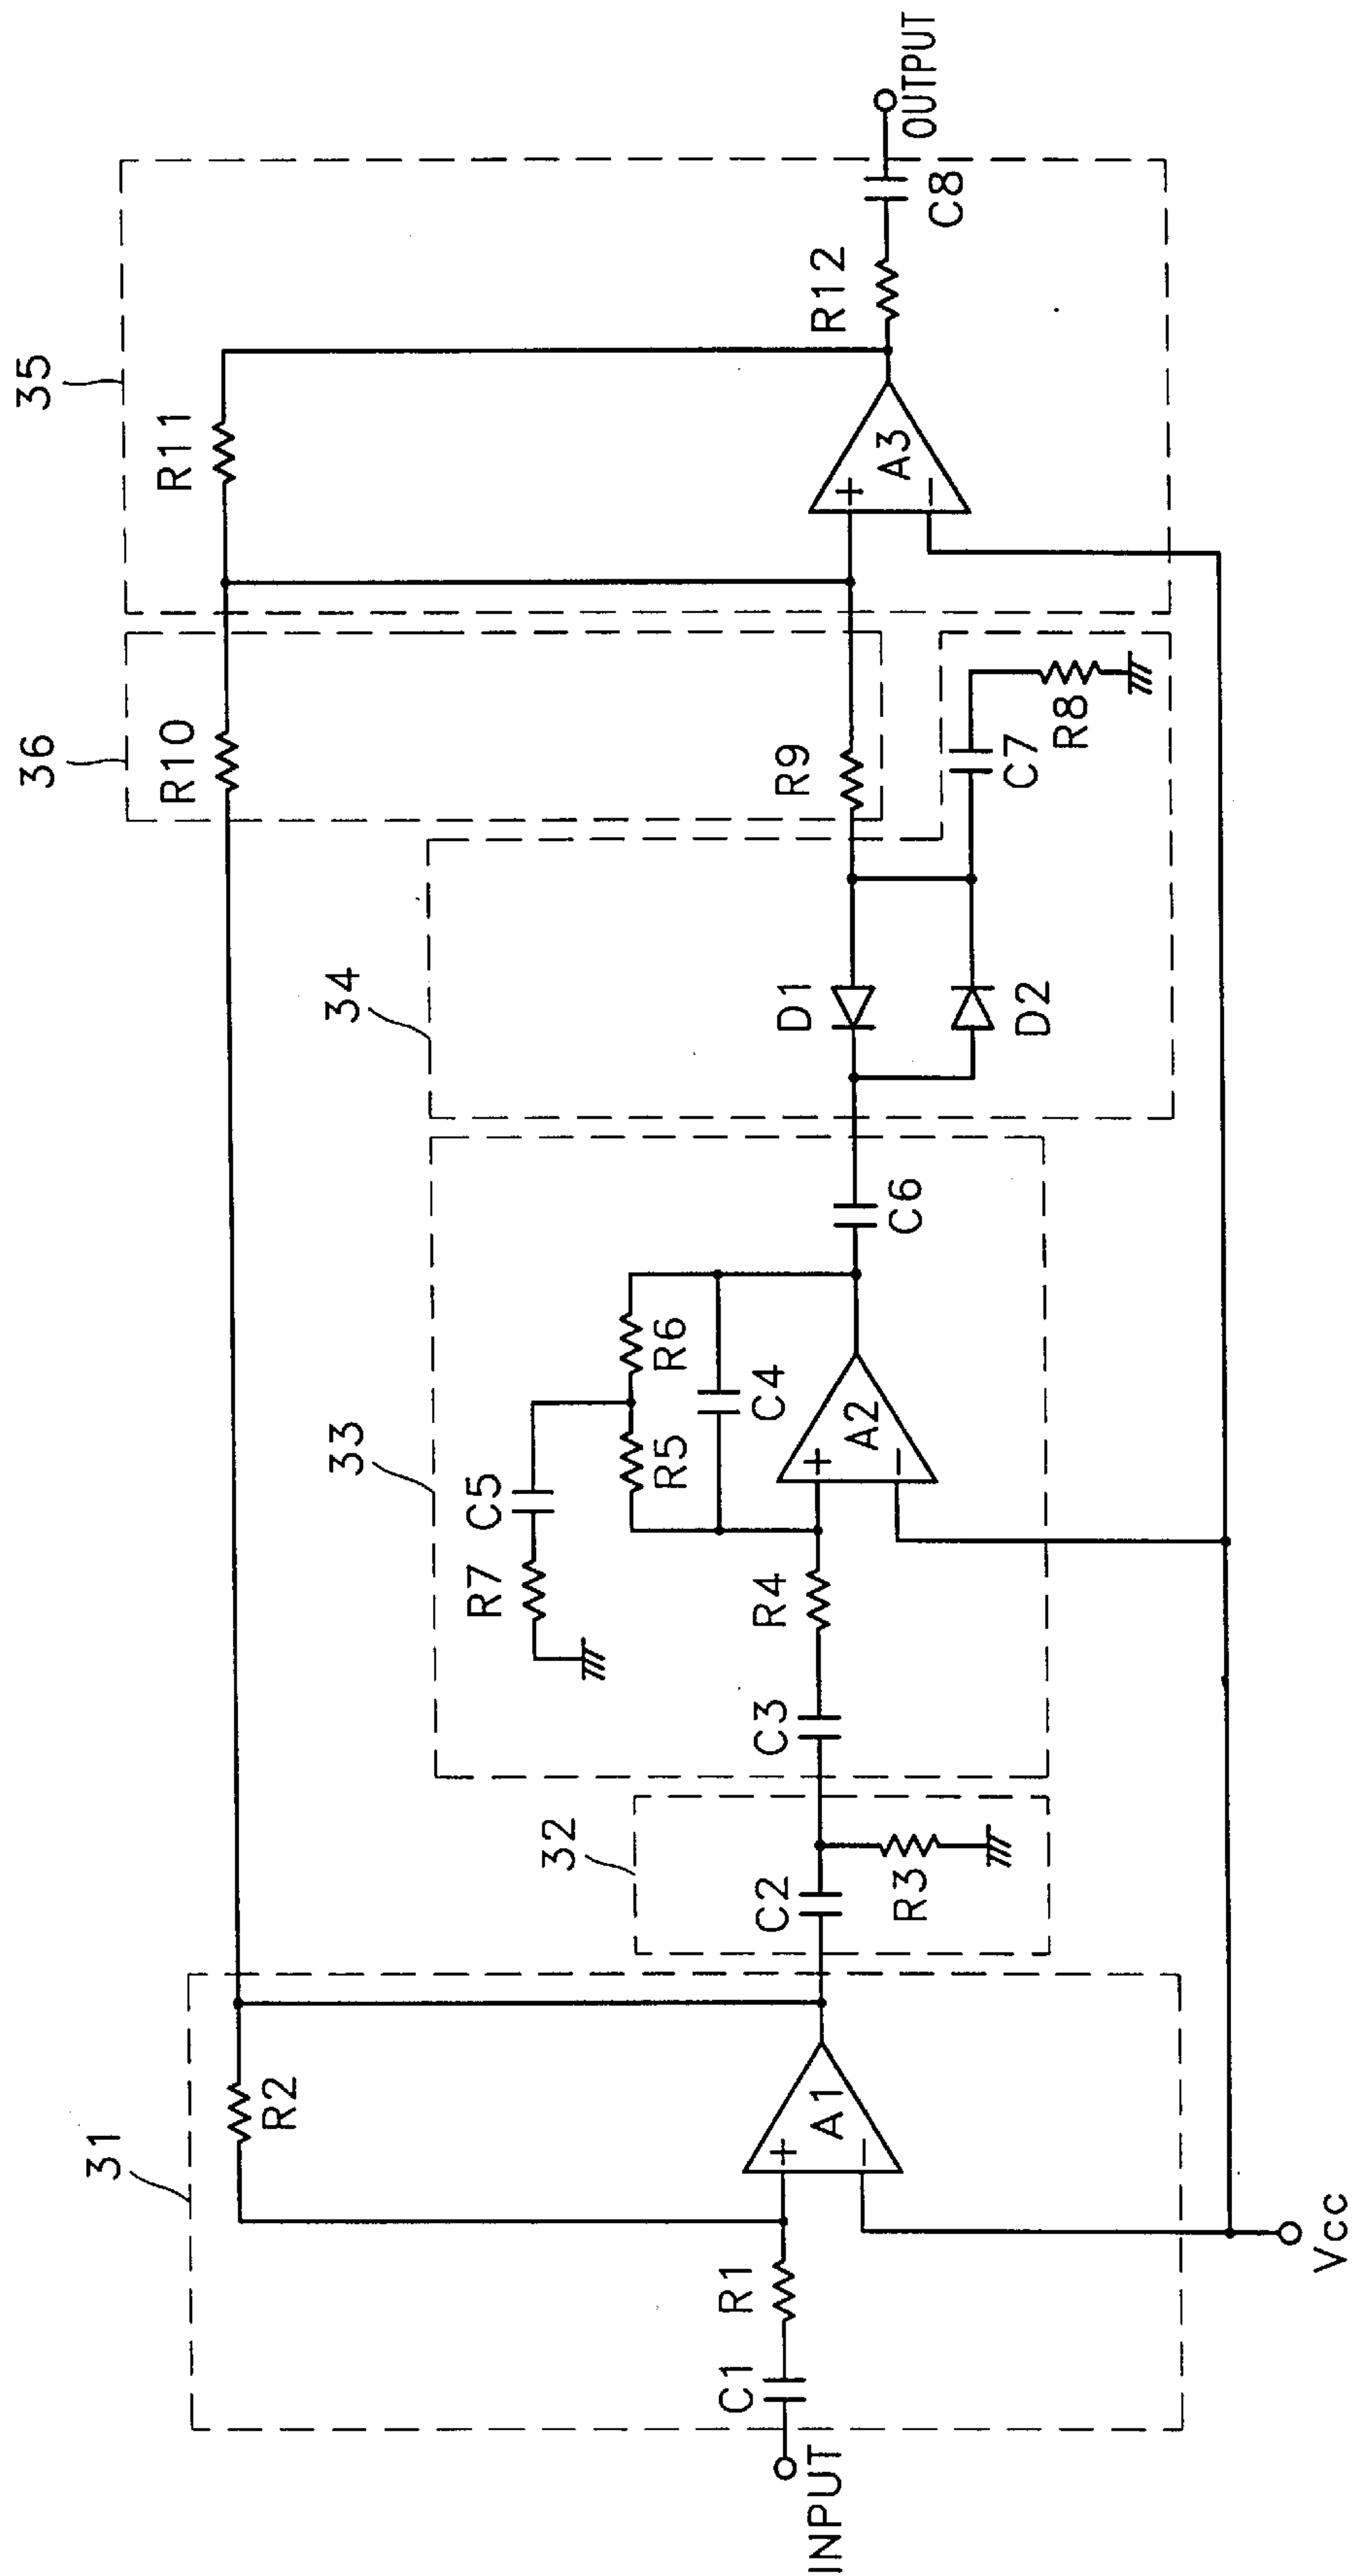 35
36
34
33
32
31
R11
R10
R2
R12
C8
OUTPUT
A3
+
−
R9
C7
R8
D1
D2
C6
R6
R5
C4
C5
R7
A2
+
−
R4
C3
C2
R3
A1
+
−
R1
C1
INPUT
Vcc